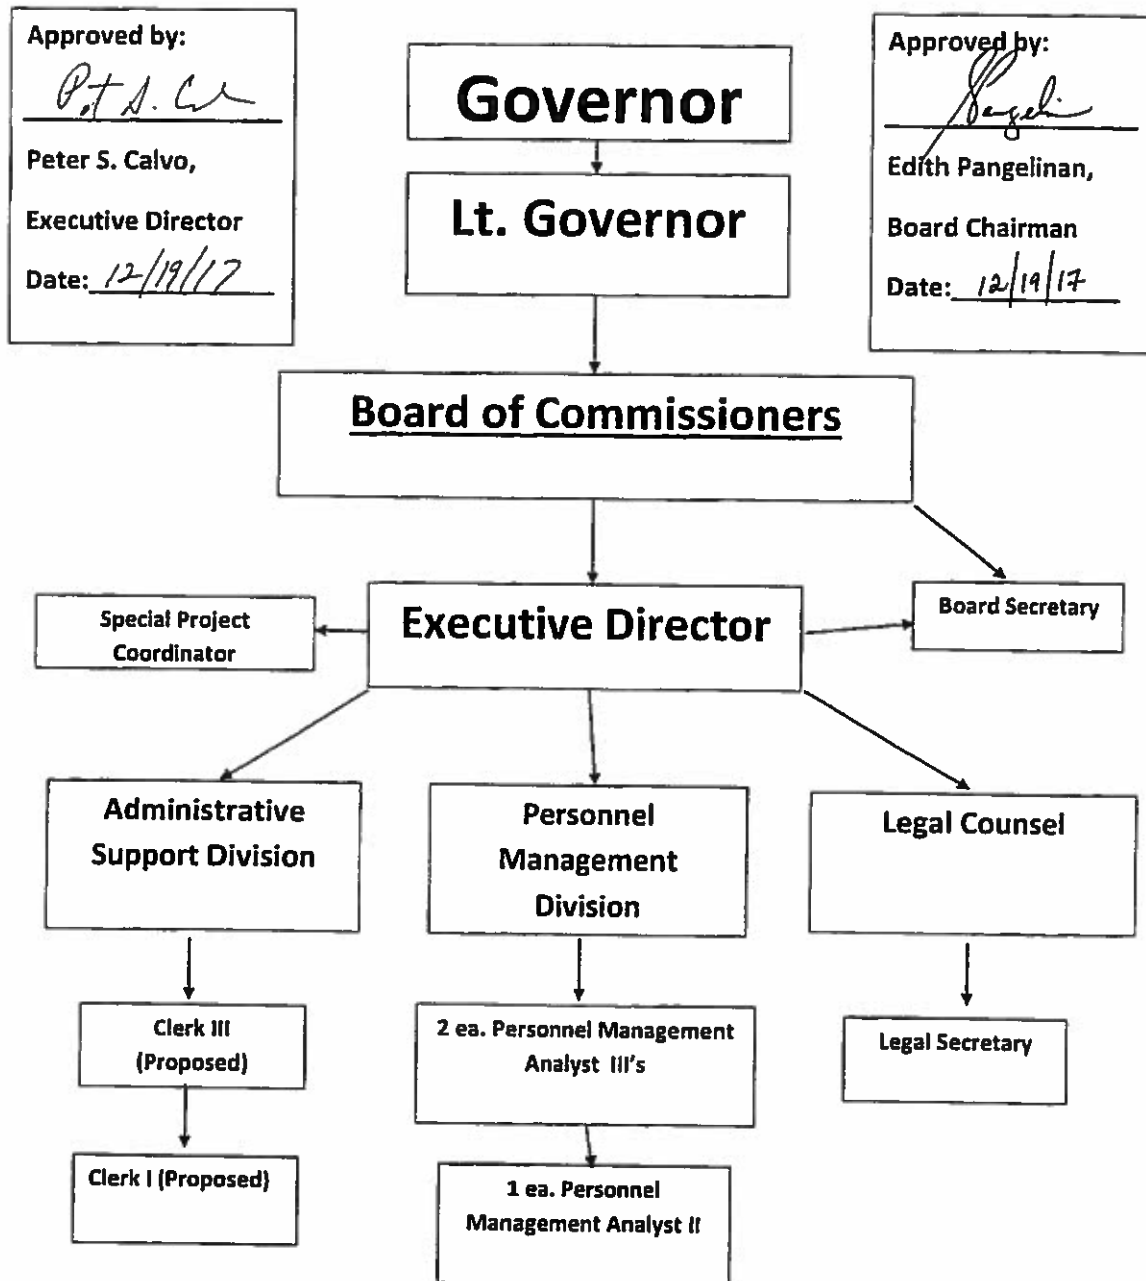 Approved by:
Peter S. Calvo,
Executive Director
Date: 12/19/17
Governor
Lt. Governor
Approved by:
Edith Pangelinan,
Board Chairman
Date: 12/19/17
Board of Commissioners
Special Project
Coordinator
Executive Director
Board Secretary
Administrative
Support Division
Personnel
Management
Division
Legal Counsel
Clerk III
(Proposed)
2 ea. Personnel Management
Analyst III's
Legal Secretary
Clerk I (Proposed)
1 ea. Personnel
Management Analyst II